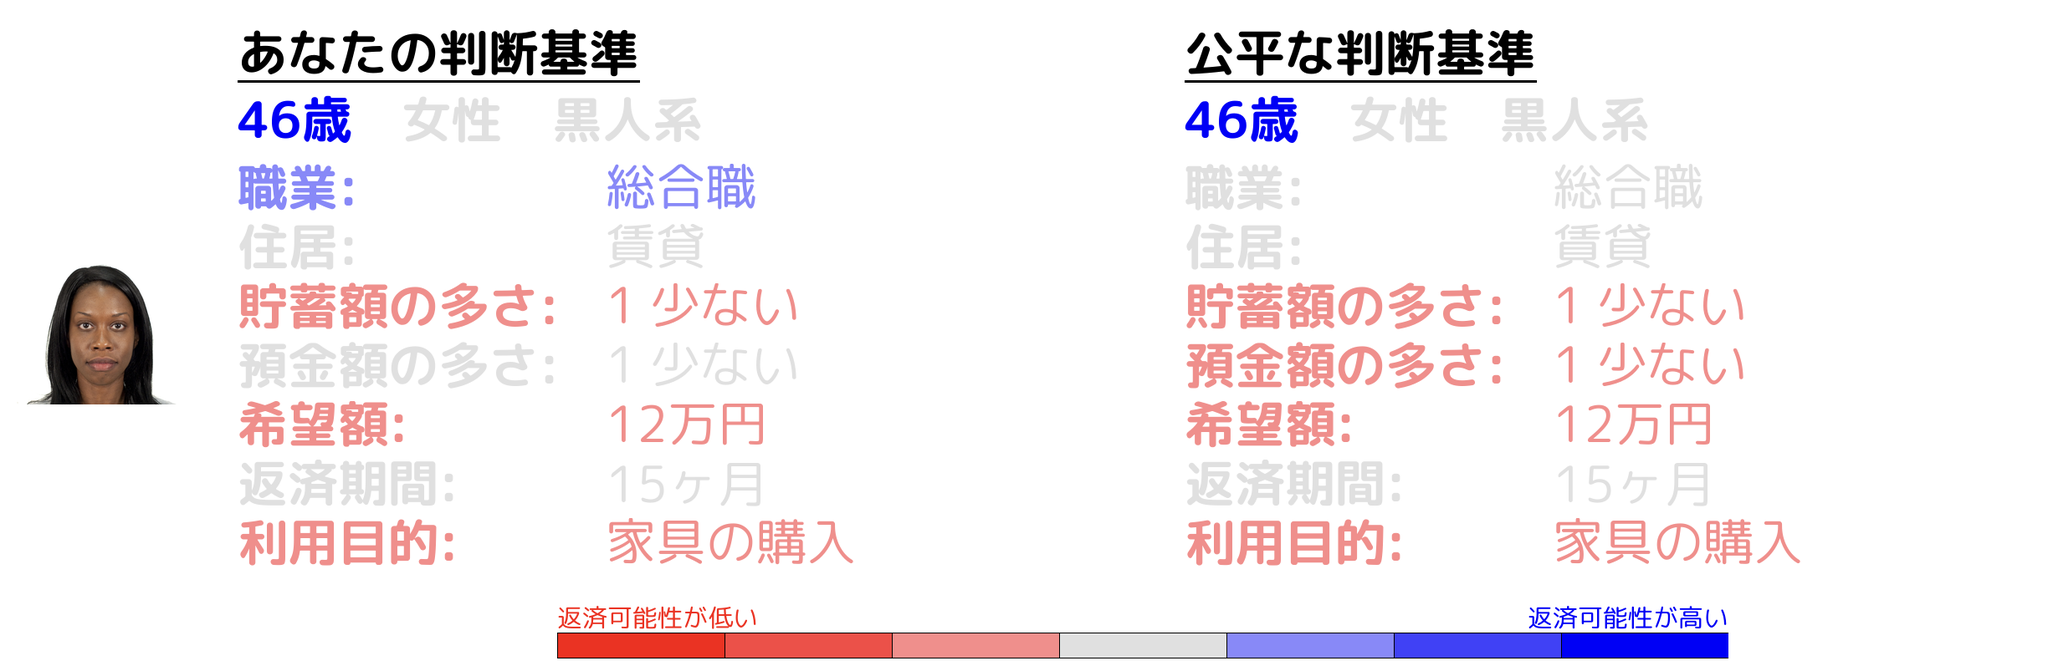 あなたの判断基準
46歳 女性 黒人系
職業: 総合職
住居: 賃貸
貯蓄額の多さ: 1 少ない
預金額の多さ: 1 少ない
希望額: 12万円
返済期間: 15ヶ月
利用目的: 家具の購入
公平な判断基準
46歳 女性 黒人系
職業: 総合職
住居: 賃貸
貯蓄額の多さ: 1 少ない
預金額の多さ: 1 少ない
希望額: 12万円
返済期間: 15ヶ月
利用目的: 家具の購入
返済可能性が低い
返済可能性が高い